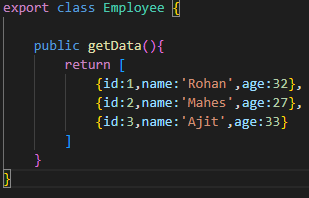 export class Employee {
public getData(){
return [
{id:1,name:'Rohan',age:32},
{id:2,name:'Mahes',age:27},
{id:3,name:'Ajit',age:33}
]
}
}